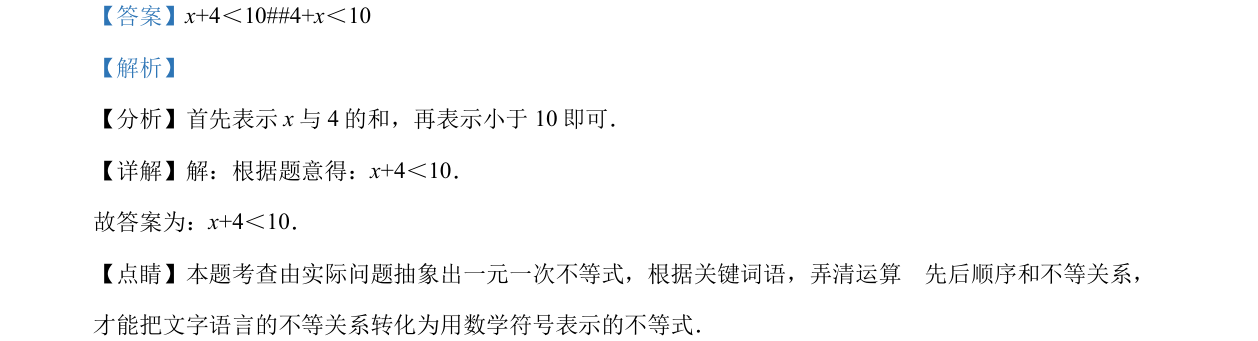 【答案】x+4＜10##4+x＜10
【解析】
【分析】首先表示 x 与 4 的和，再表示小于 10 即可．
【详解】解：根据题意得：x+4＜10．
故答案为：x+4＜10．
【点睛】本题考查由实际问题抽象出一元一次不等式，根据关键词语，弄清运算　先后顺序和不等关系，
才能把文字语言的不等关系转化为用数学符号表示的不等式．